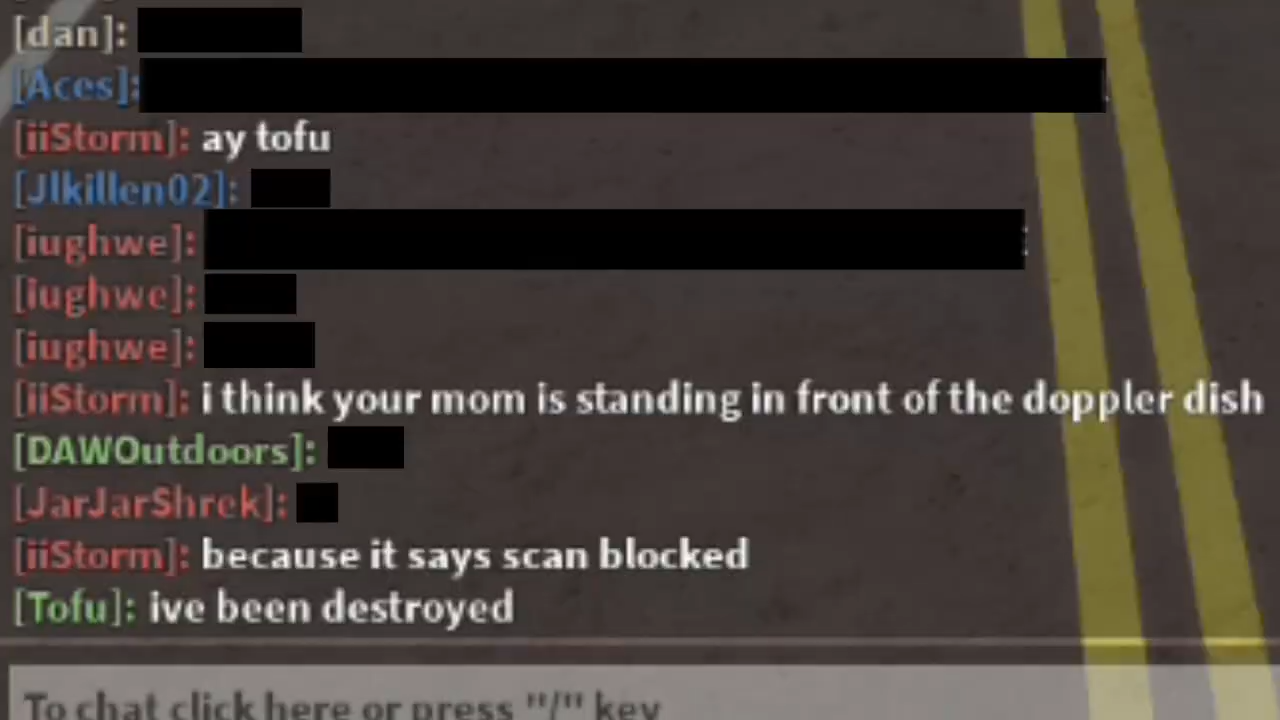 [dan]:
[Aces]:
[iiStorm]: ay tofu
[Jlkillen02]:
[iughwe]:
[iughwe]:
[iughwe]:
[iiStorm]: i think your mom is standing in front of the doppler dish
[DAWOutdoors]:
[JarJarShrek]:
[iiStorm]: because it says scan blocked
[Tofu]: ive been destroyed
To chat click here or press "/" key